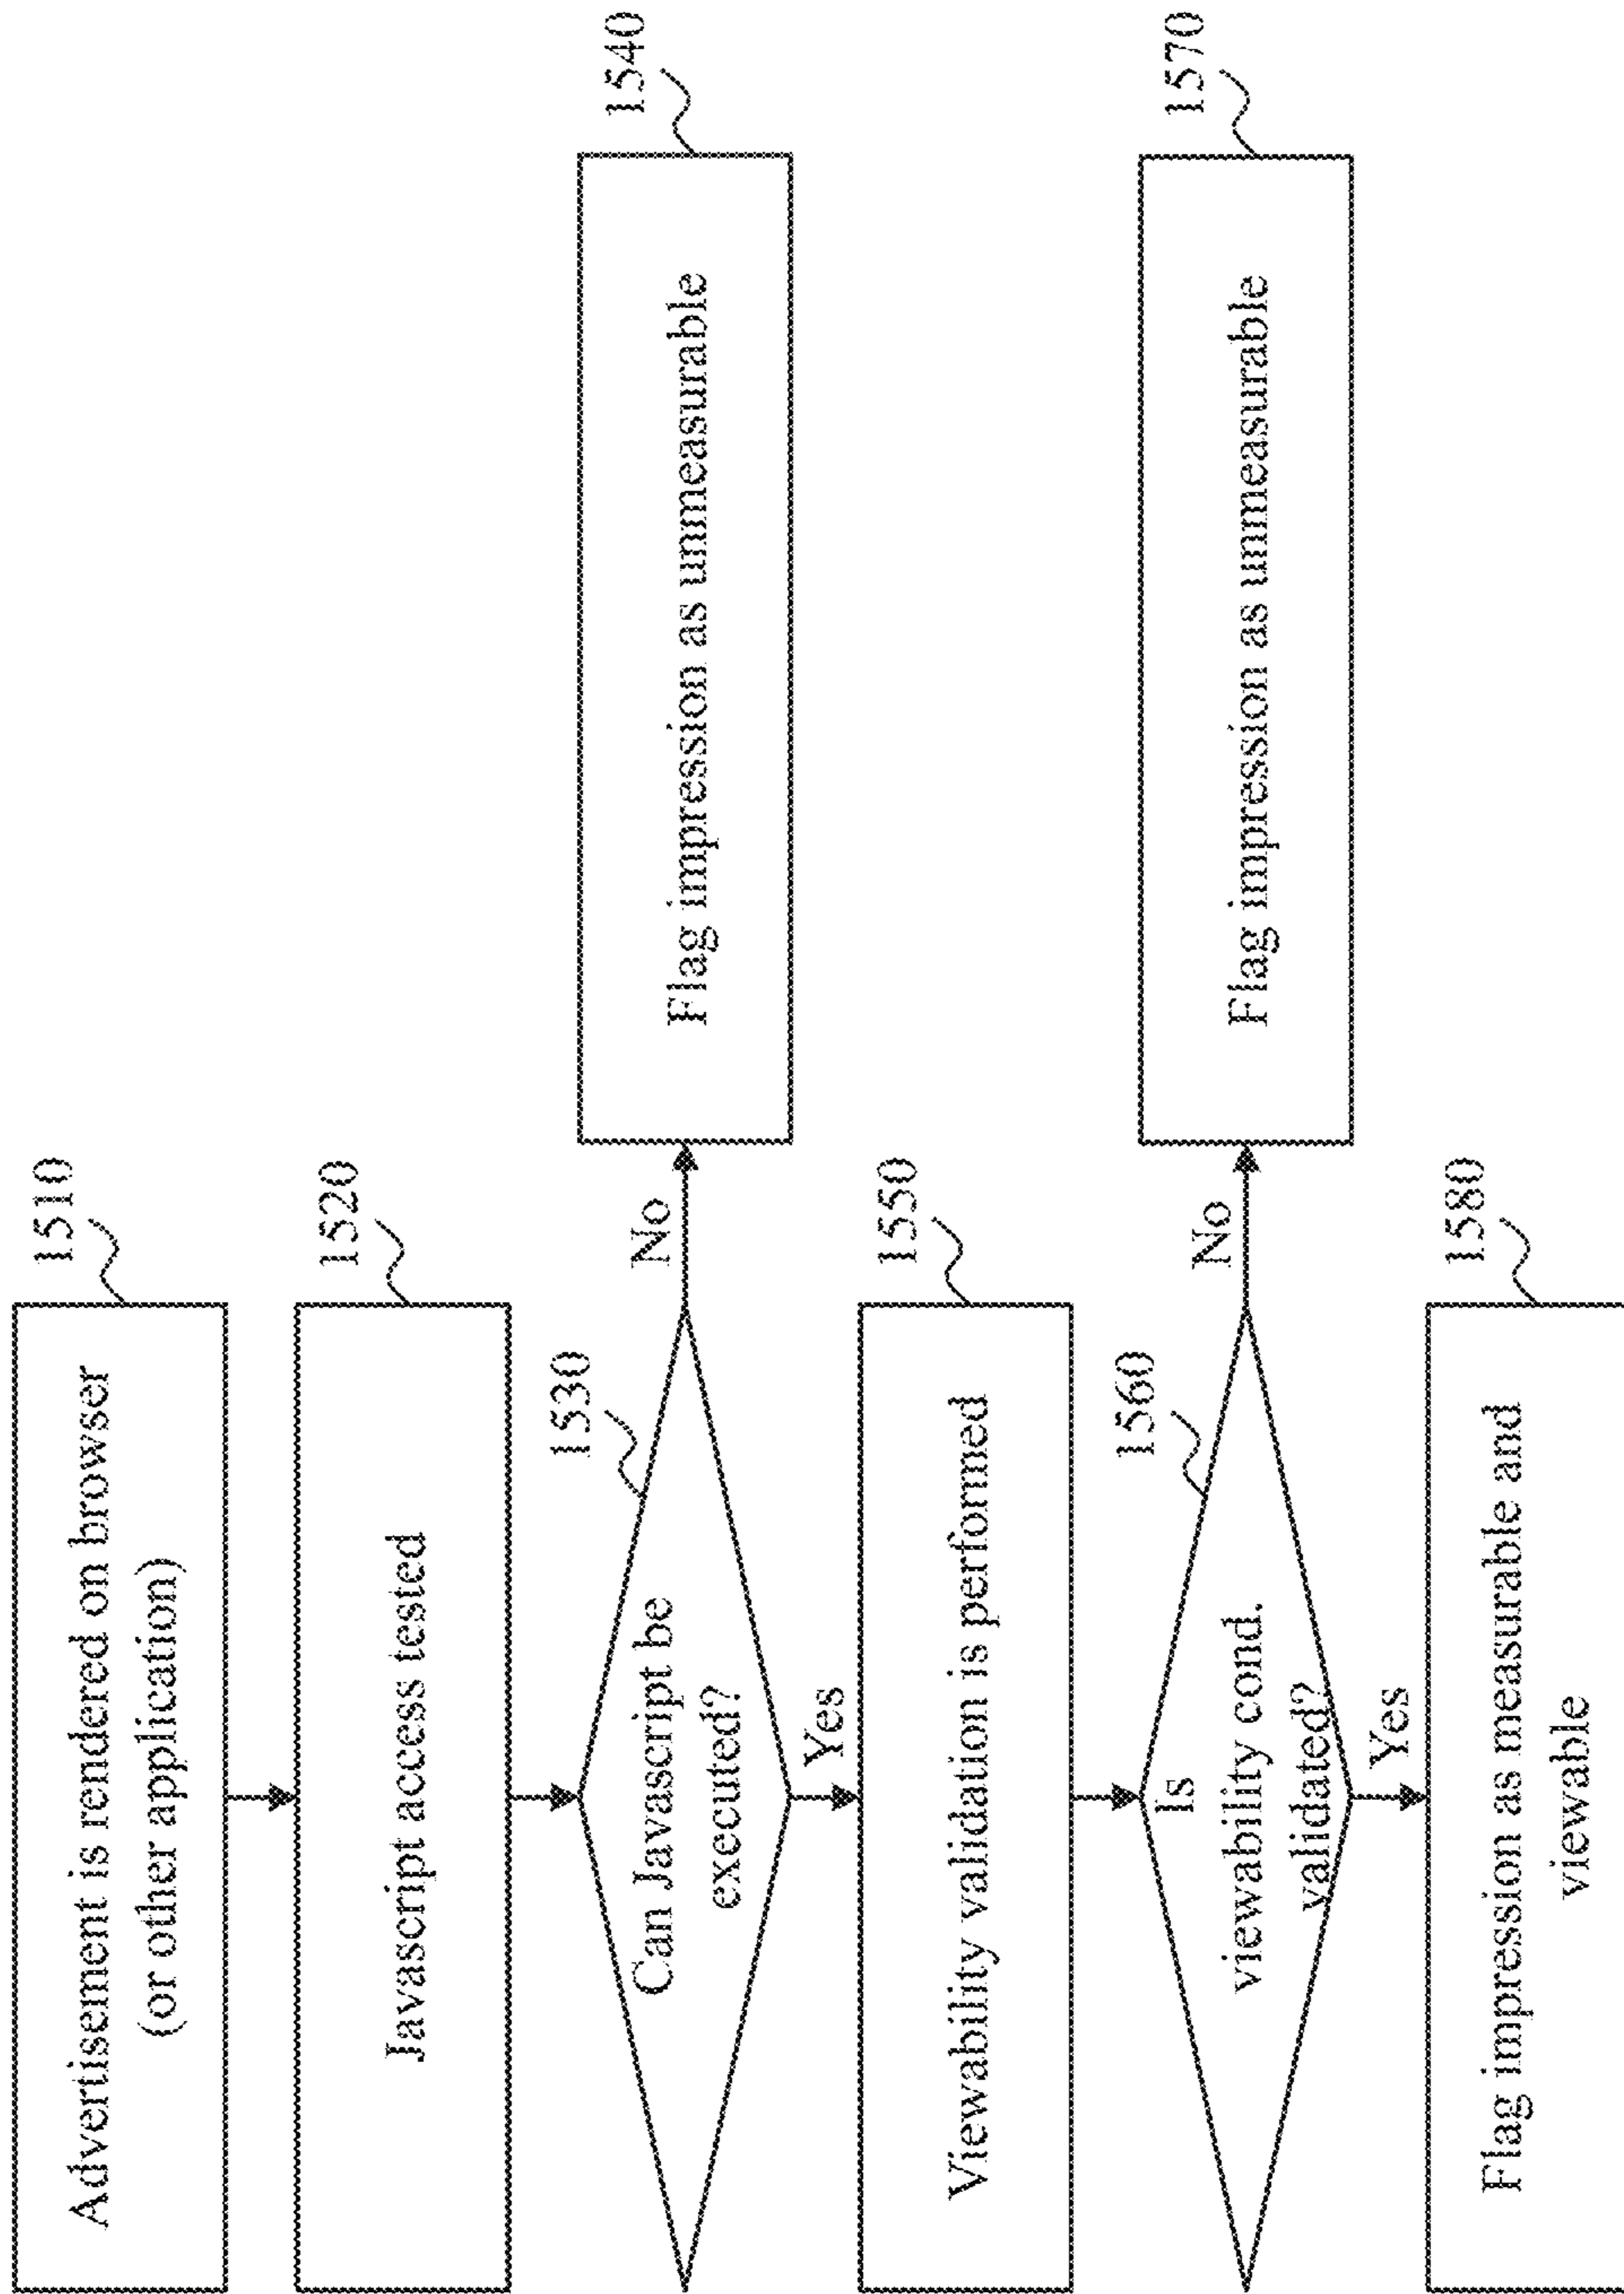 1510
Advertisement is rendered on browser
(or other application)
1520
Javascript access tested
1530
Can Javascript be
executed?
No
1540
Flag impression as unmeasurable
Yes
1550
Viewability validation is performed
1560
Is
viewability cond.
validated?
No
1570
Flag impression as unmeasurable
Yes
1580
Flag impression as measurable and
viewable